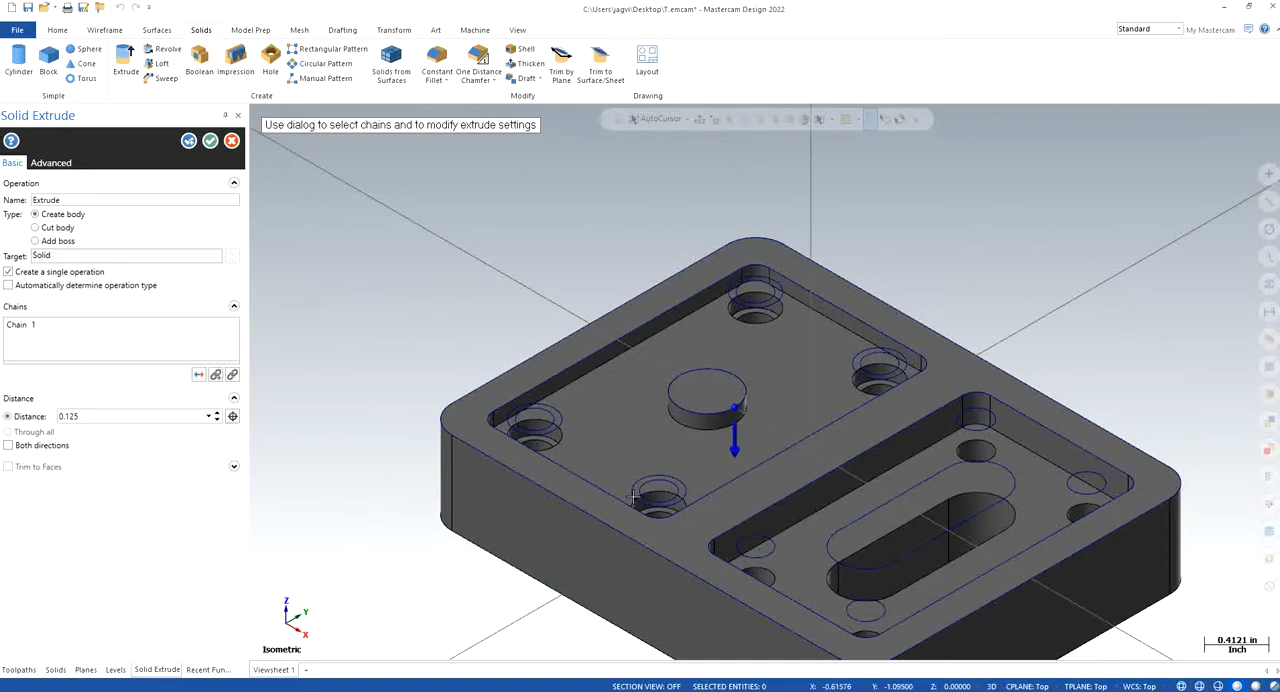 C:\Users\jagvi\Desktop\T.emcam* - Mastercam Design 2022
File Home Wireframe Surfaces Solids Model Prep Mesh Drafting Transform Art Machine View
Standard My Mastercam
Cylinder Block Sphere Cone Torus
Simple
Extrude Revolve Loft Sweep Boolean Impression Hole Rectangular Pattern Circular Pattern Manual Pattern
Create
Solids from Surfaces
Constant Fillet One Distance Chamfer Shell Thicken Draft Trim by Plane Trim to Surface/Sheet
Modify
Layout
Drawing
Solid Extrude
Use dialog to select chains and to modify extrude settings
AutoCursor
Basic Advanced
Operation
Name: Extrude
Type: Create body
Cut body
Add boss
Target: Solid
Create a single operation
Automatically determine operation type
Chains
Chain 1
Distance
Distance: 0.125
Through all
Both directions
Trim to Faces
Z
Y
X
Isometric
0.4121 in
Inch
Toolpaths Solids Planes Levels Solid Extrude Recent Fun... Viewsheet 1 +
SECTION VIEW: OFF SELECTED ENTITIES: 0 X: -0.61576 Y: -1.09500 Z: 0.00000 3D CPLANE: Top TPLANE: Top WCS: Top